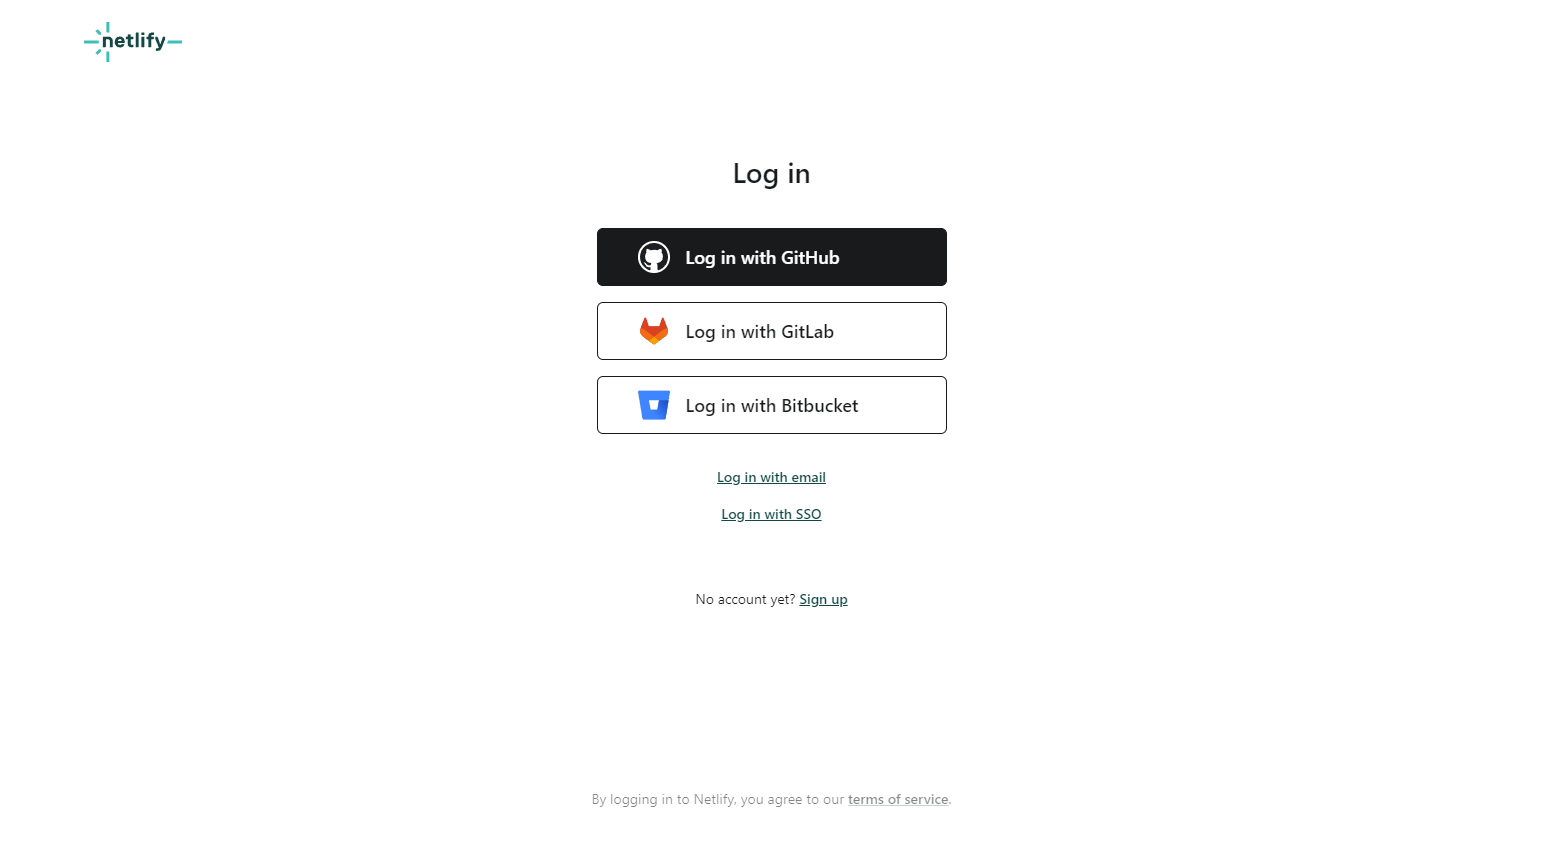 netlify
Log in
Log in with GitHub
Log in with GitLab
Log in with Bitbucket
Log in with email
Log in with SSO
No account yet? Sign up
By logging in to Netlify, you agree to our terms of service.